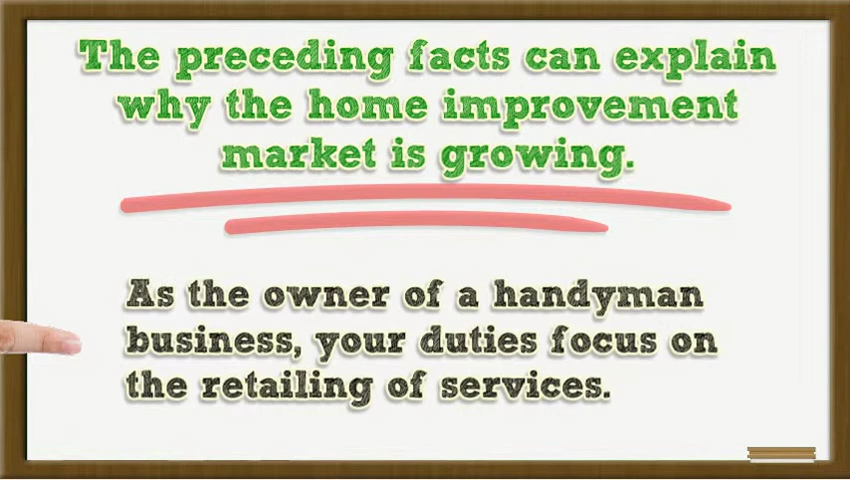 The preceding facts can explain
why the home improvement
market is growing.
As the owner of a handyman
business, your duties focus on
the retailing of services.